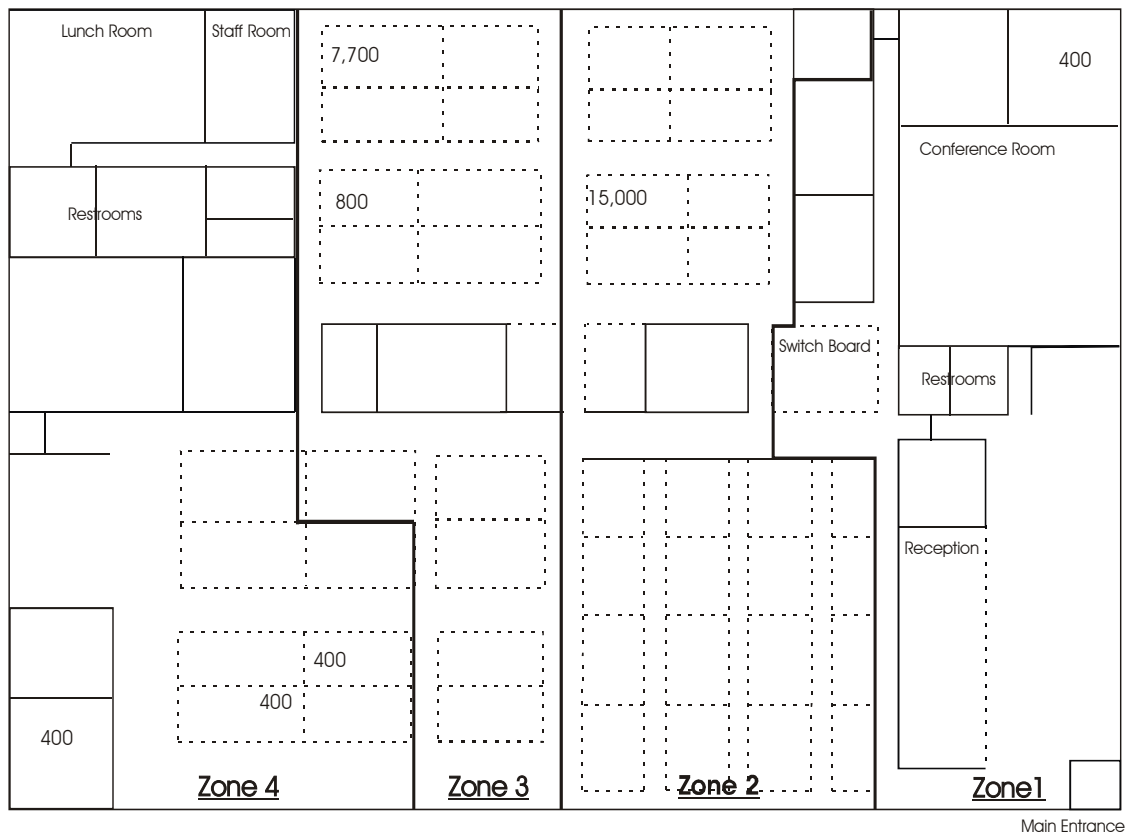 Lunch Room
Staff Room
7,700
400
Conference Room
Restrooms
800
15,000
Switch Board
Restrooms
Reception
400
400
400
Zone 4
Zone 3
Zone 2
Zone1
Main Entrance